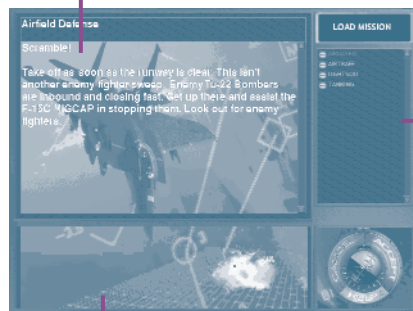 Airfield Defense
LOAD MISSION
Scramble!
Take off as soon as the runway is clear. This isn't
another enemy fighter sweep. Enemy Tu-22 Bombers
are inbound and closing fast. Get up there and assist the
F-15C MIGCAP in stopping them. Look out for enemy
fighters.
AIRTRAFF
TANKING